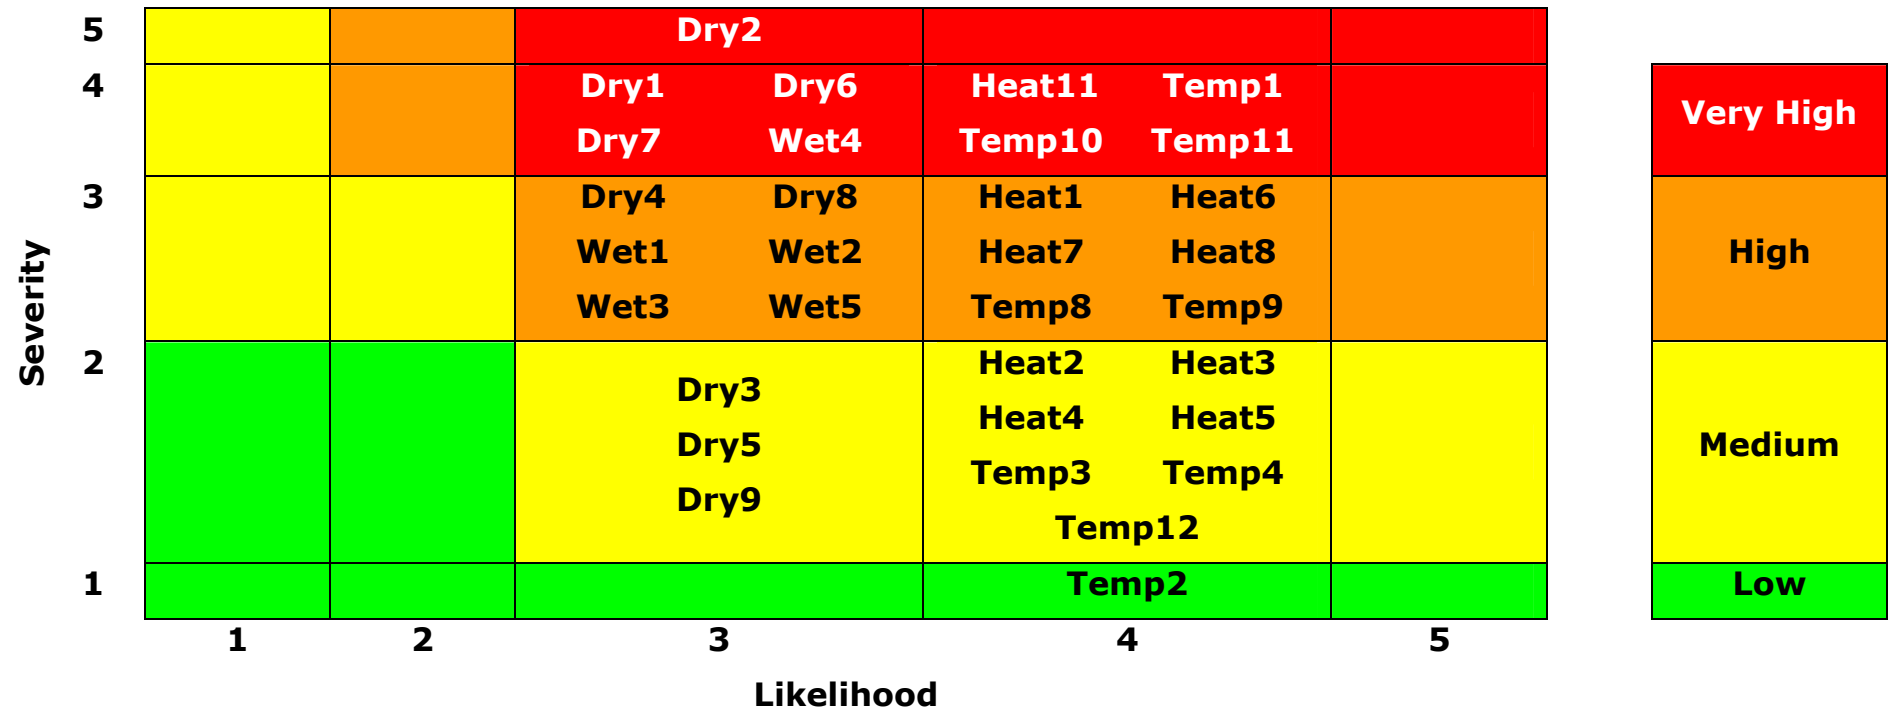 5 Dry2
4 Dry1 Dry6 Heat11 Temp1
Very High
Dry7 Wet4 Temp10 Temp11
3 Dry4 Dry8 Heat1 Heat6
Wet1 Wet2 Heat7 Heat8 High
Wet3 Wet5 Temp8 Temp9
Severity
2 Heat2 Heat3
Dry3
Heat4 Heat5
Dry5 Medium
Temp3 Temp4
Dry9
Temp12
1 Temp2 Low
1 2 3 4 5
Likelihood